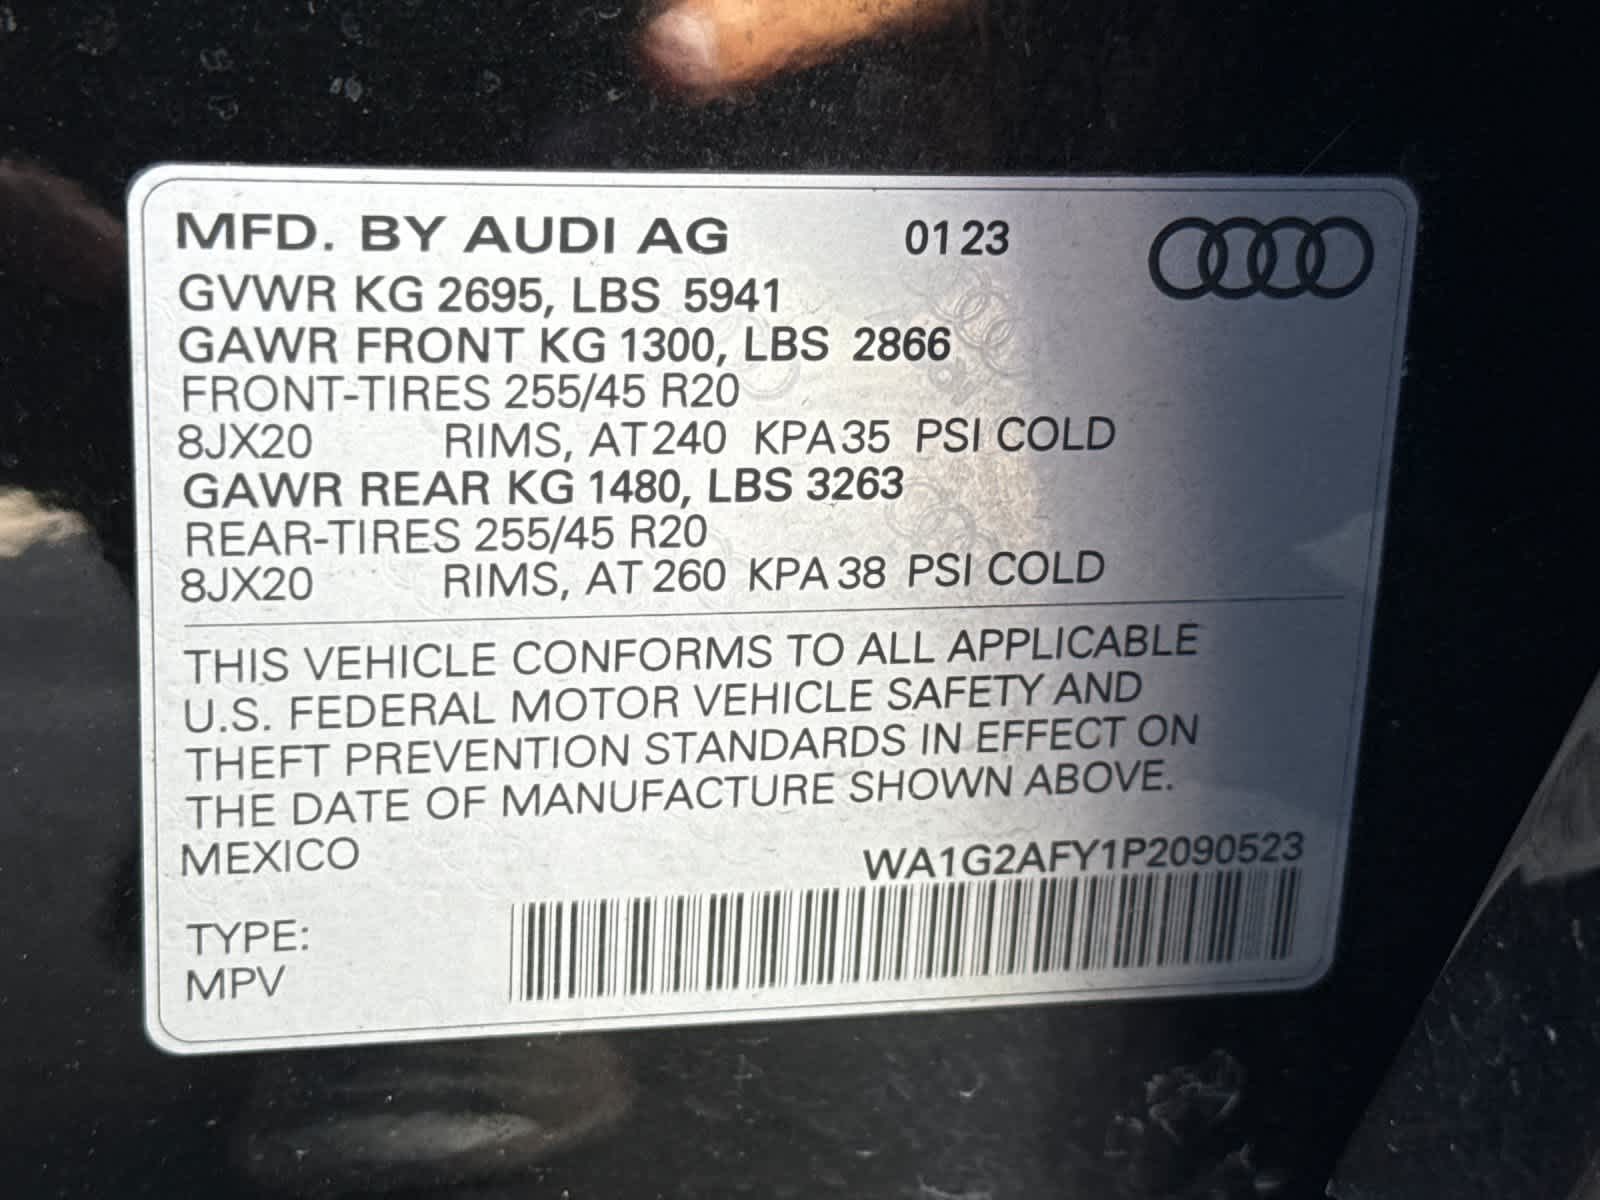 MFD. BY AUDI AG 01 23
GVWR KG 2695, LBS 5941
GAWR FRONT KG 1300, LBS 2866
FRONT-TIRES 255/45 R20
8JX20 RIMS, AT 240 KPA 35 PSI COLD
GAWR REAR KG 1480, LBS 3263
REAR-TIRES 255/45 R20
8JX20 RIMS, AT 260 KPA 38 PSI COLD
THIS VEHICLE CONFORMS TO ALL APPLICABLE
U.S. FEDERAL MOTOR VEHICLE SAFETY AND
THEFT PREVENTION STANDARDS IN EFFECT ON
THE DATE OF MANUFACTURE SHOWN ABOVE.
MEXICO
WA1G2AFY1P2090523
TYPE:
MPV